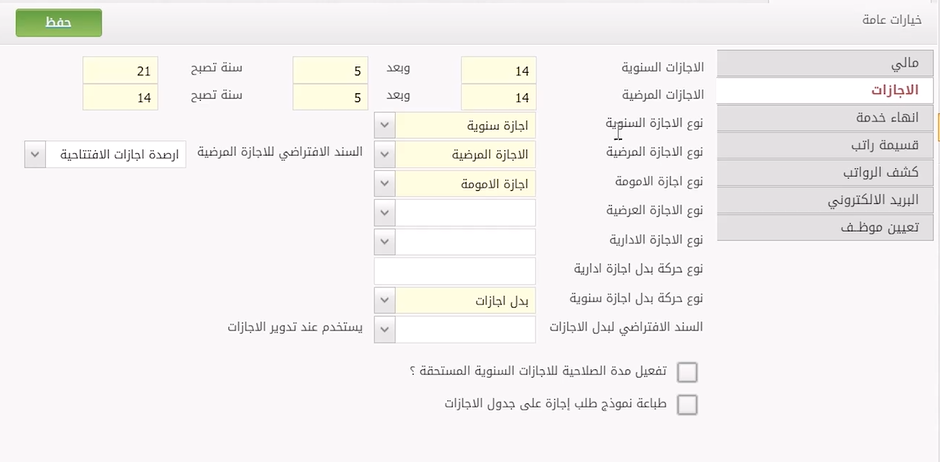 خيارات عامة
حفظ
مالي
الاجازات
انهاء خدمة
قسيمة راتب
كشف الرواتب
البريد الالكتروني
تعيين موظـف
الاجازات السنوية 14 وبعد 5 سنة تصبح 21
الاجازات المرضية 14 وبعد 5 سنة تصبح 14
نوع الاجازة السنوية اجازة سنوية
نوع الاجازة المرضية الاجازة المرضية السند الافتراضي للاجازة المرضية ارصدة اجازات الافتتاحية
نوع اجازة الامومة اجازة الامومة
نوع الاجازة العرضية
نوع الاجازة الادارية
نوع حركة بدل اجازة ادارية
نوع حركة بدل اجازة سنوية بدل اجازات
السند الافتراضي لبدل الاجازات يستخدم عند تدوير الاجازات
تفعيل مدة الصلاحية للاجازات السنوية المستحقة ؟
طباعة نموذج طلب إجازة على جدول الاجازات